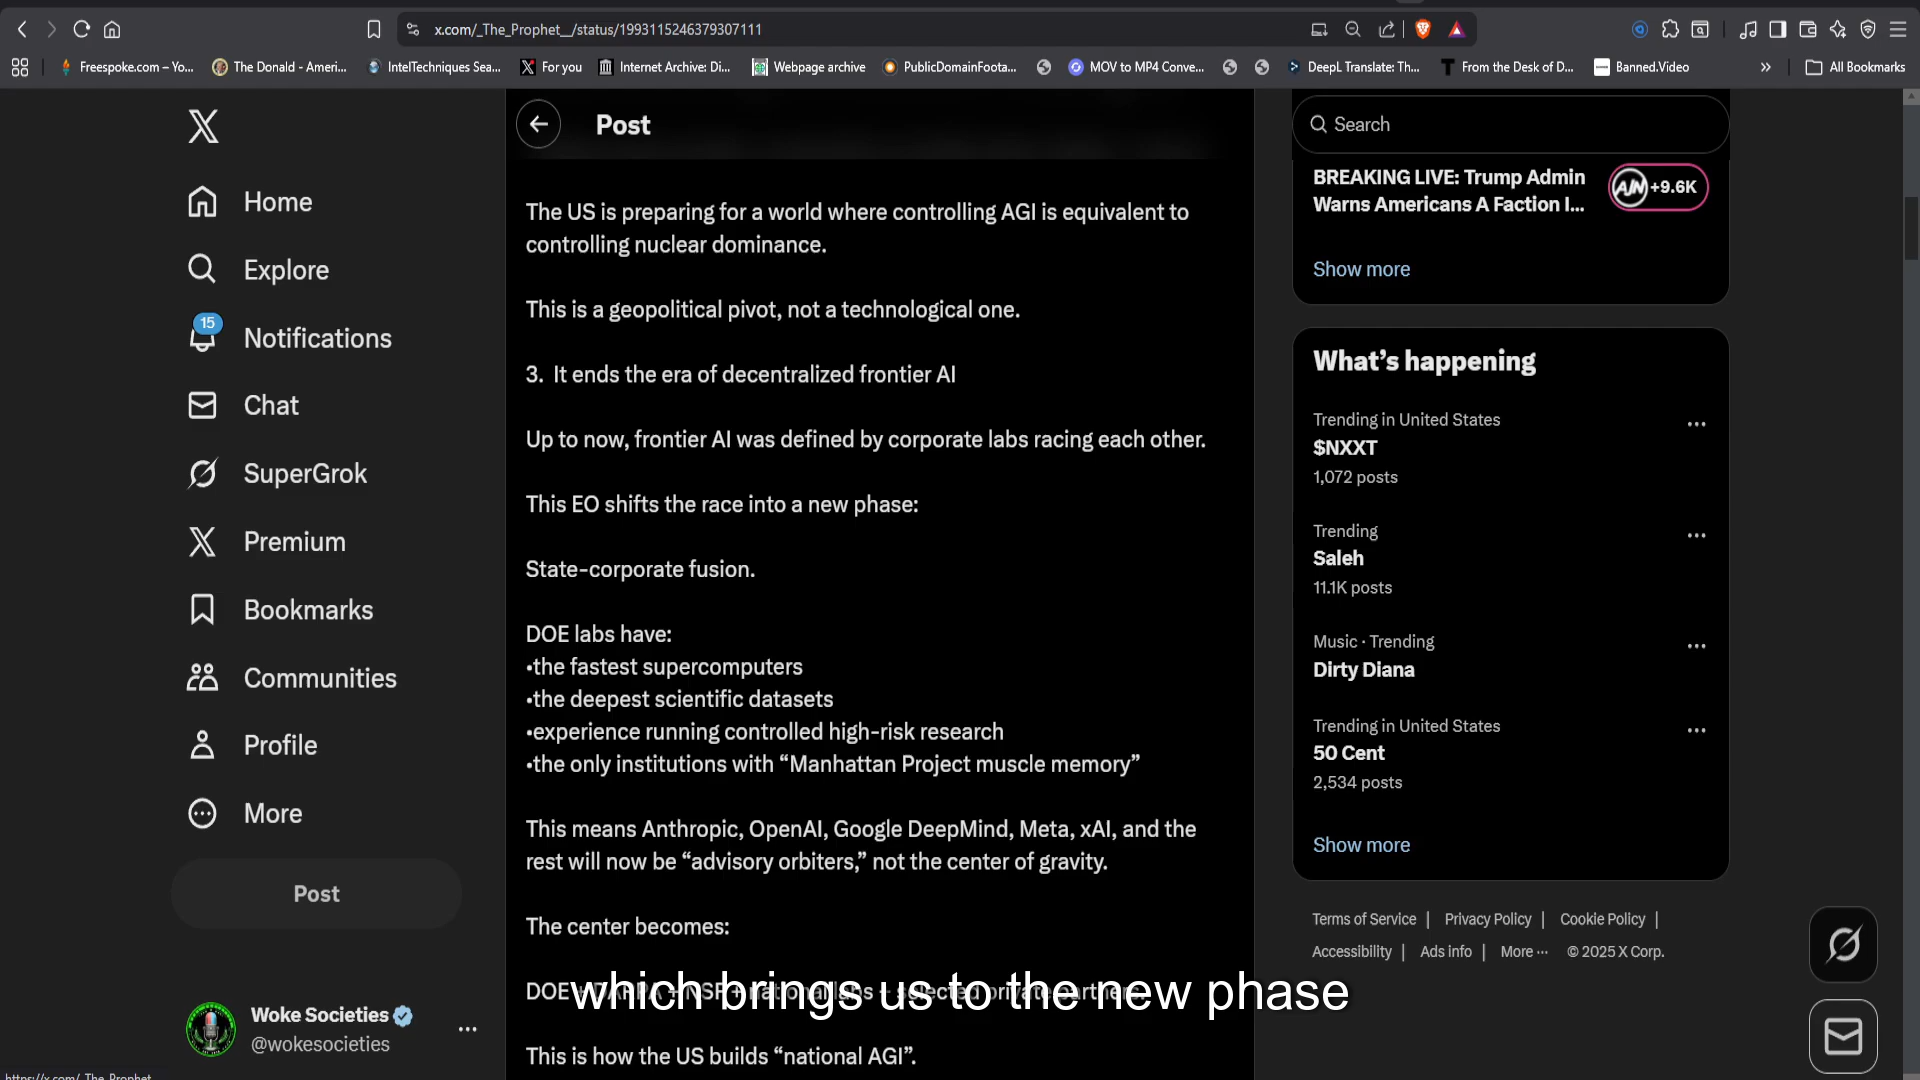 x.com/_The_Prophet__/status/1993115246379307111
Freespoke.com – Yo...
The Donald - Ameri...
IntelTechniques Sea...
For you
Internet Archive: Di...
Webpage archive
PublicDomainFoota...
MOV to MP4 Conve...
DeepL Translate: Th...
From the Desk of D...
Banned.Video
All Bookmarks
Home
Explore
15
Notifications
Chat
SuperGrok
Premium
Bookmarks
Communities
Profile
More
Post
Woke Societies
@wokesocieties
Post
The US is preparing for a world where controlling AGI is equivalent to
controlling nuclear dominance.
This is a geopolitical pivot, not a technological one.
3. It ends the era of decentralized frontier AI
Up to now, frontier AI was defined by corporate labs racing each other.
This EO shifts the race into a new phase:
State-corporate fusion.
DOE labs have:
•the fastest supercomputers
•the deepest scientific datasets
•experience running controlled high-risk research
•the only institutions with “Manhattan Project muscle memory”
This means Anthropic, OpenAI, Google DeepMind, Meta, xAI, and the
rest will now be “advisory orbiters,” not the center of gravity.
The center becomes:
DOE + DARPA + NSF + national labs + selected private partners.
which brings us to the new phase
This is how the US builds “national AGI”.
Search
BREAKING LIVE: Trump Admin
Warns Americans A Faction I...
AJN +9.6K
Show more
What’s happening
Trending in United States
$NXXT
1,072 posts
Trending
Saleh
11.1K posts
Music · Trending
Dirty Diana
Trending in United States
50 Cent
2,534 posts
Show more
Terms of Service | Privacy Policy | Cookie Policy |
Accessibility | Ads info | More ··· © 2025 X Corp.